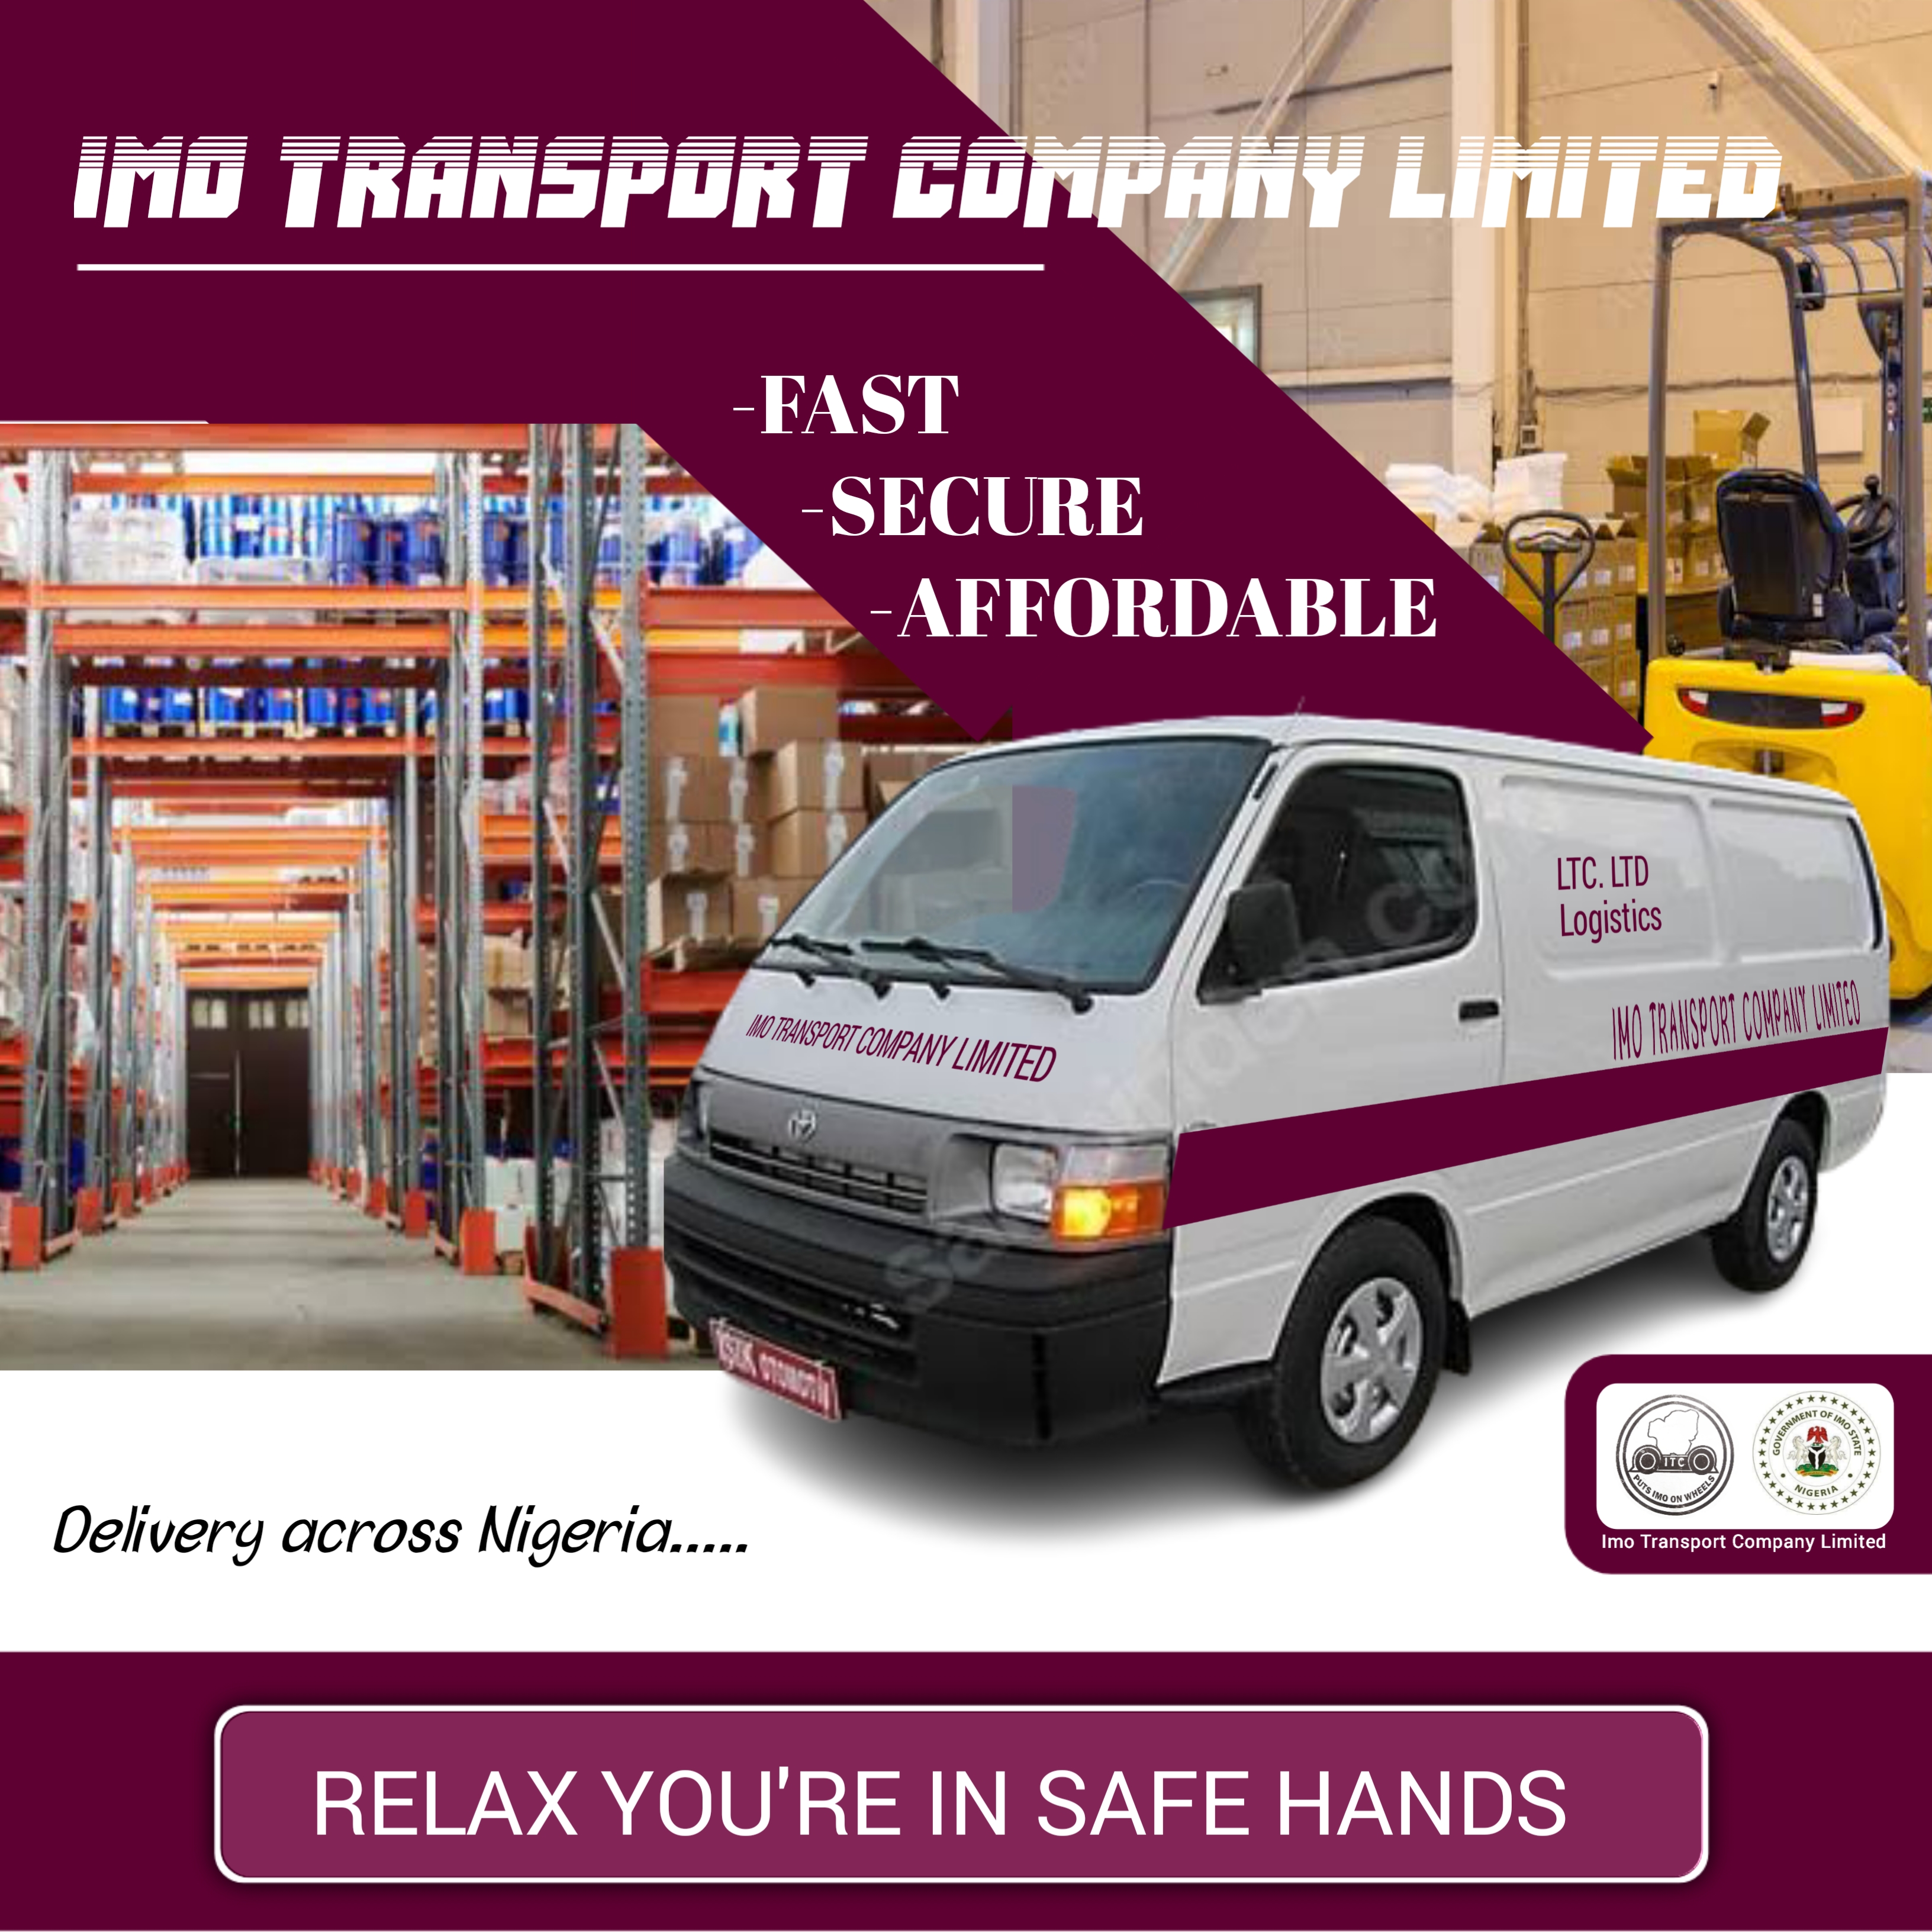 IMO TRANSPORT COMPANY LIMITED
-FAST
-SECURE
-AFFORDABLE
LTC. LTD
Logistics
IMO TRANSPORT COMPANY LIMITED
IMO TRANSPORT COMPANY LIMITED
OTOMOTİV
ITC
PUTS IMO ON WHEELS
GOVERNMENT OF IMO STATE
NIGERIA
Imo Transport Company Limited
Delivery across Nigeria.....
RELAX YOU'RE IN SAFE HANDS